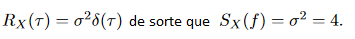 R_X(τ) = σ²δ(τ) de sorte que S_X(f) = σ² = 4.